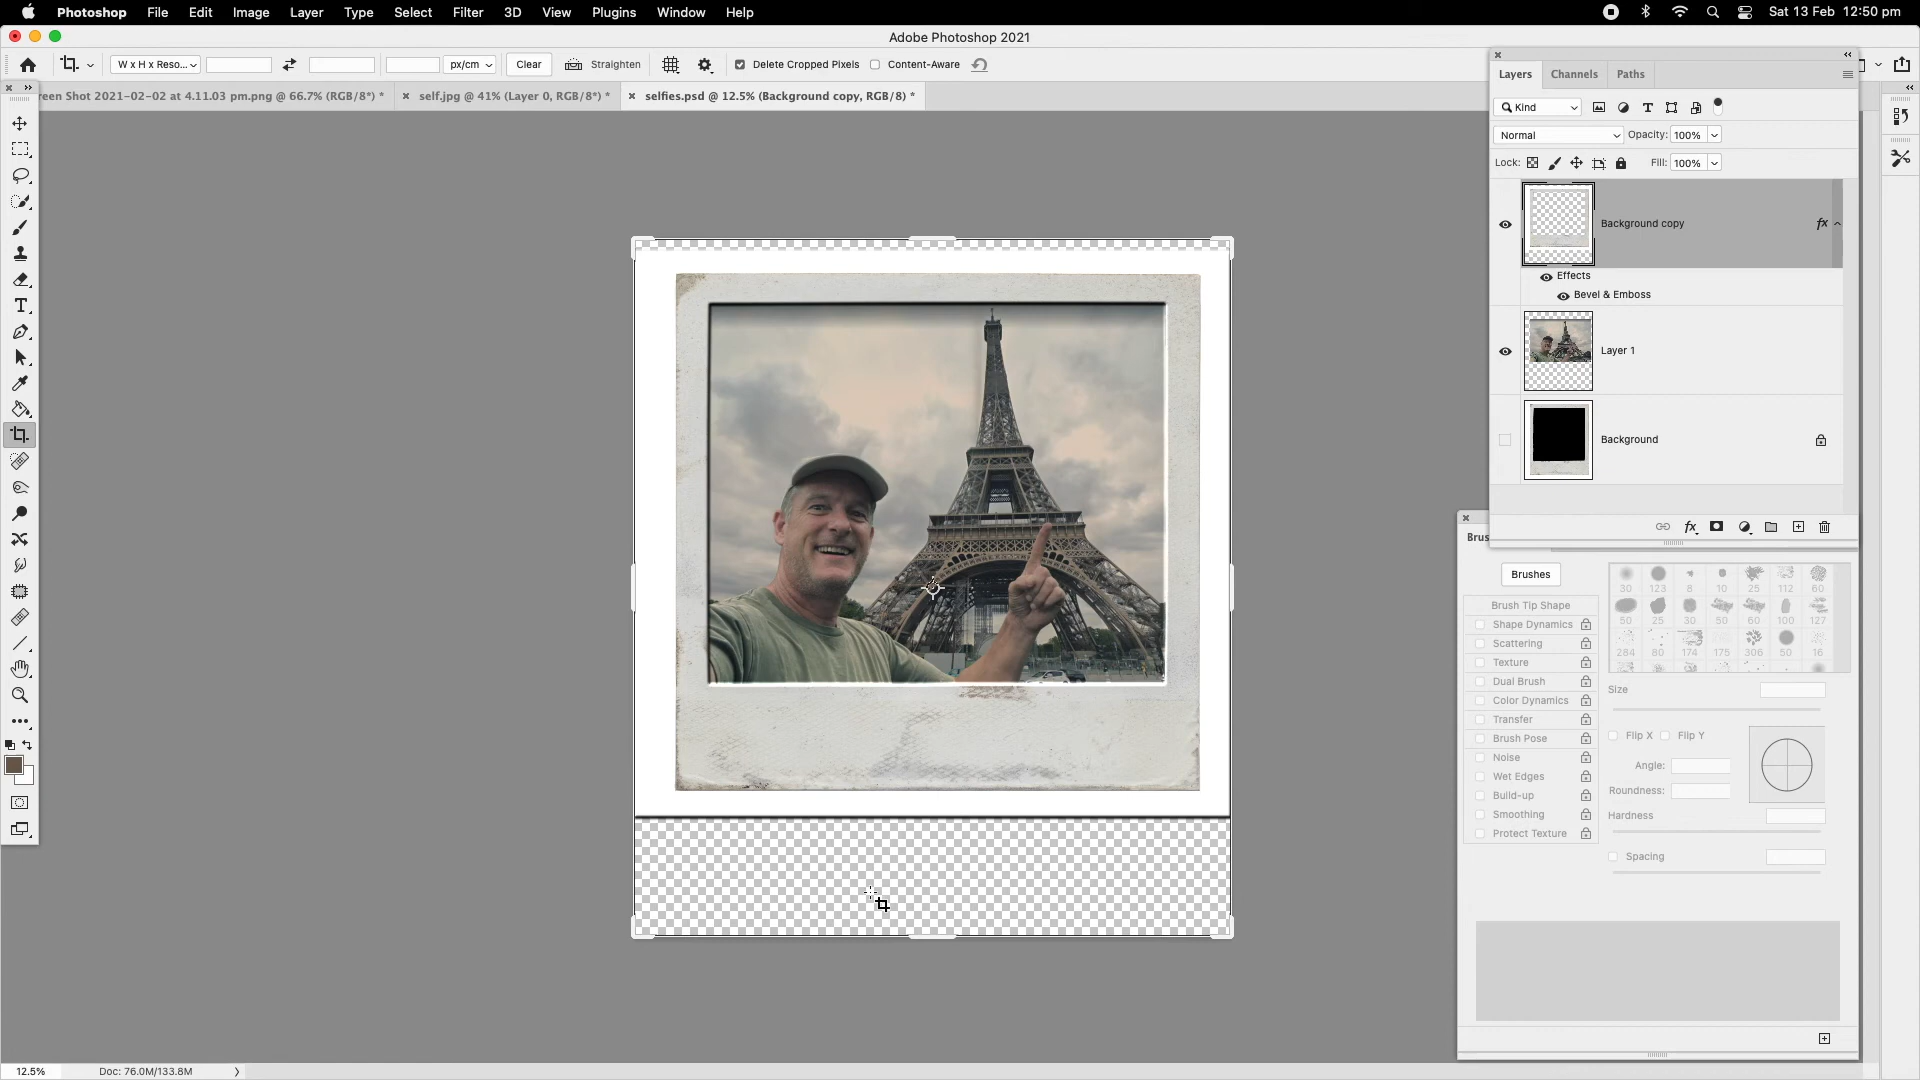 Photoshop File Edit Image Layer Type Select Filter 3D View Plugins Window Help Sat 13 Feb 12:50 pm
Adobe Photoshop 2021
W x H x Reso... px/cm Clear Straighten Delete Cropped Pixels Content-Aware
reen Shot 2021-02-02 at 4.11.03 pm.png @ 66.7% (RGB/8*) * self.jpg @ 41% (Layer 0, RGB/8*) * selfies.psd @ 12.5% (Background copy, RGB/8) *
Layers Channels Paths
Kind
Normal Opacity: 100%
Lock: Fill: 100%
Background copy fx
Effects
Bevel & Emboss
Layer 1
Background
fx
Brus
Brushes
30 123 8 10 25 112 60
Brush Tip Shape
50 25 30 50 60 100 127
Shape Dynamics
Scattering
284 80 174 175 306 50 16
Texture
Dual Brush
Size
Color Dynamics
Transfer
Brush Pose
Flip X Flip Y
Noise
Angle:
Wet Edges
Roundness:
Build-up
Smoothing
Hardness
Protect Texture
Spacing
12.5% Doc: 76.0M/133.8M